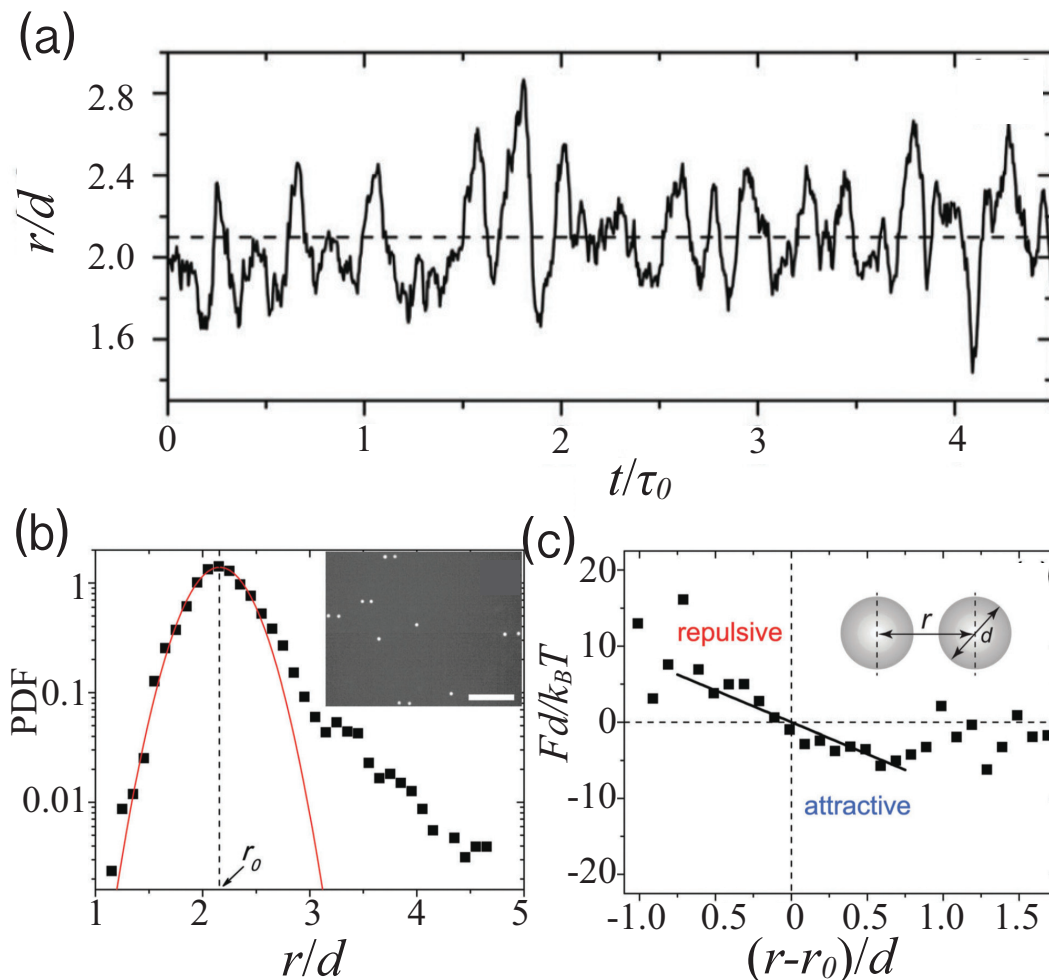 (a)
r/d
2.8
2.4
2.0
1.6
0 1 2 3 4
t/τ0
(b)
PDF
1
0.1
0.01
r0
1 2 3 4 5
r/d
(c)
Fd/kBT
20
10
0
-10
-20
repulsive
r
d
attractive
-1.0 0.5 0 0.5 1.0 1.5
(r-r0)/d